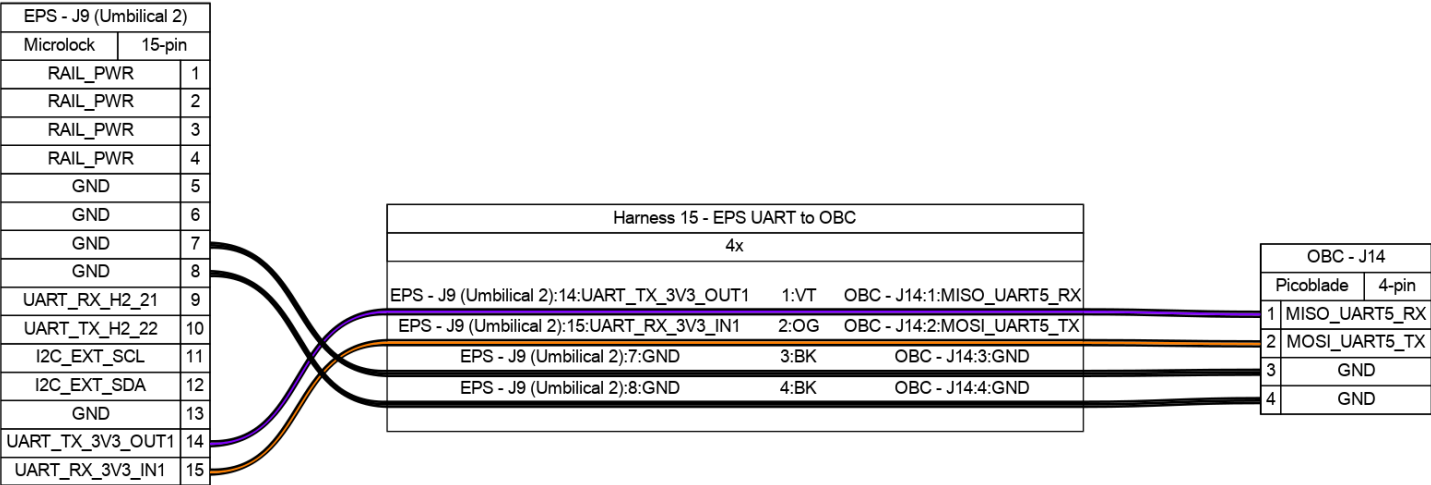 EPS - J9 (Umbilical 2)
Microlock 15-pin
RAIL_PWR 1
RAIL_PWR 2
RAIL_PWR 3
RAIL_PWR 4
GND 5
GND 6
GND 7
GND 8
UART_RX_H2_21 9
UART_TX_H2_22 10
I2C_EXT_SCL 11
I2C_EXT_SDA 12
GND 13
UART_TX_3V3_OUT1 14
UART_RX_3V3_IN1 15
Harness 15 - EPS UART to OBC
4x
EPS - J9 (Umbilical 2):14:UART_TX_3V3_OUT1 1:VT OBC - J14:1:MISO_UART5_RX
EPS - J9 (Umbilical 2):15:UART_RX_3V3_IN1 2:OG OBC - J14:2:MOSI_UART5_TX
EPS - J9 (Umbilical 2):7:GND 3:BK OBC - J14:3:GND
EPS - J9 (Umbilical 2):8:GND 4:BK OBC - J14:4:GND
OBC - J14
Picoblade 4-pin
1 MISO_UART5_RX
2 MOSI_UART5_TX
3 GND
4 GND